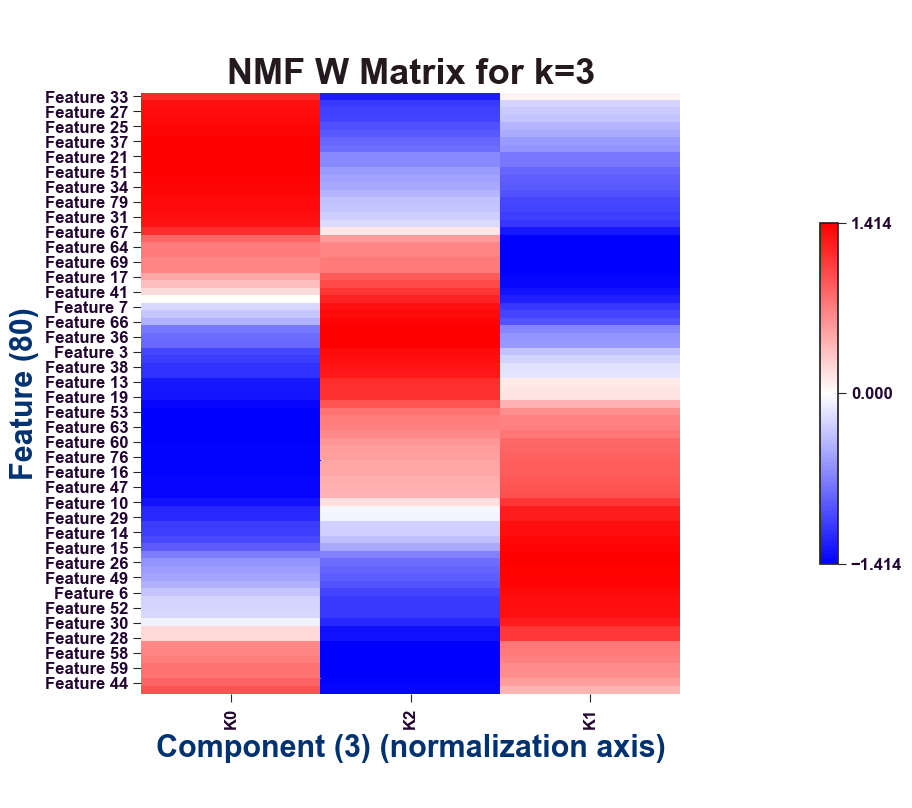 NMF W Matrix for k=3
Feature 33
Feature 27
Feature 25
Feature 37
Feature 21
Feature 51
Feature 34
Feature 79
Feature 31
Feature 67
Feature 64
Feature 69
Feature 17
Feature 41
Feature 7
Feature 66
Feature 36
Feature 3
Feature 38
Feature 13
Feature 19
Feature 53
Feature 63
Feature 60
Feature 76
Feature 16
Feature 47
Feature 10
Feature 29
Feature 14
Feature 15
Feature 26
Feature 49
Feature 6
Feature 52
Feature 30
Feature 28
Feature 58
Feature 59
Feature 44
Feature (80)
K0
K2
K1
Component (3) (normalization axis)
1.414
0.000
−1.414